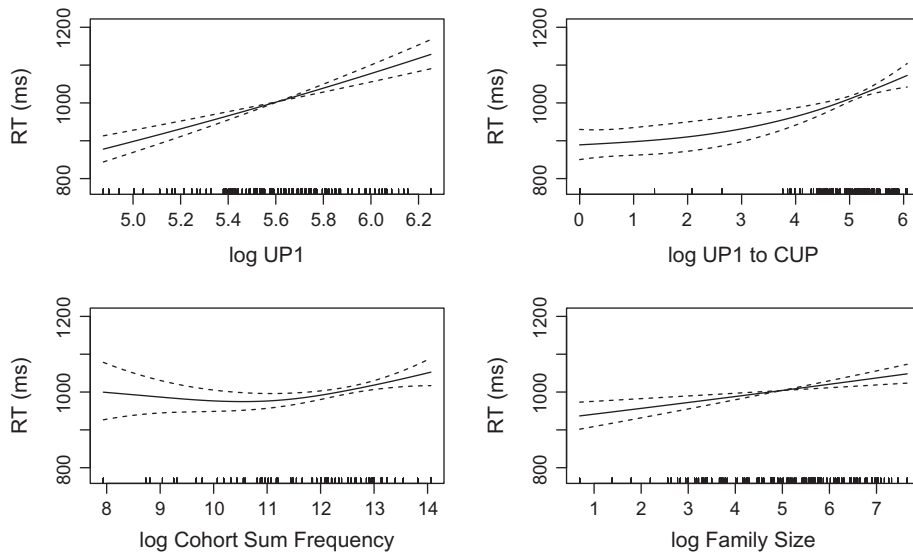 RT (ms)
1200
1000
800
5.0 5.2 5.4 5.6 5.8 6.0 6.2
log UP1
RT (ms)
1200
1000
800
0 1 2 3 4 5 6
log UP1 to CUP
RT (ms)
1200
1000
800
8 9 10 11 12 13 14
log Cohort Sum Frequency
RT (ms)
1200
1000
800
1 2 3 4 5 6 7
log Family Size